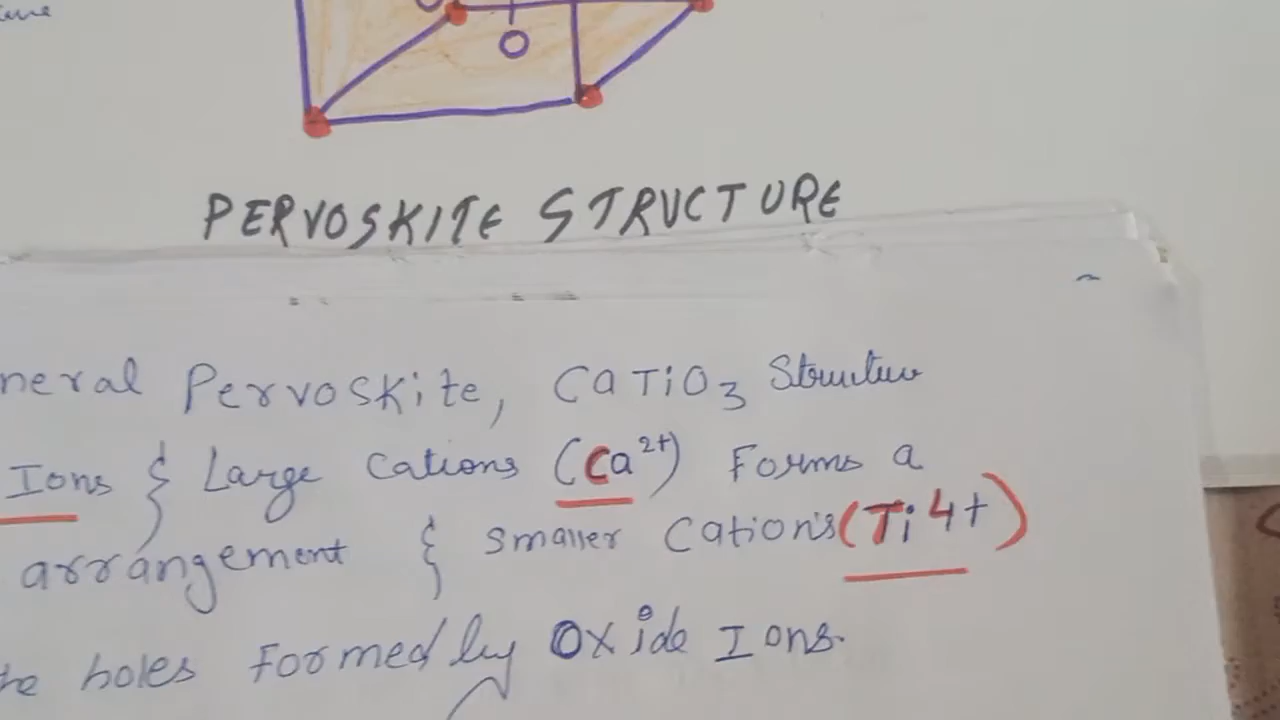 PERVOSKITE STRUCTURE
neral Pervoskite, CaTiO3 Structure
Ions & Large Cations (Ca2+) Forms a
arrangement & smaller Cations (Ti4+)
he holes Formed by Oxide Ions.